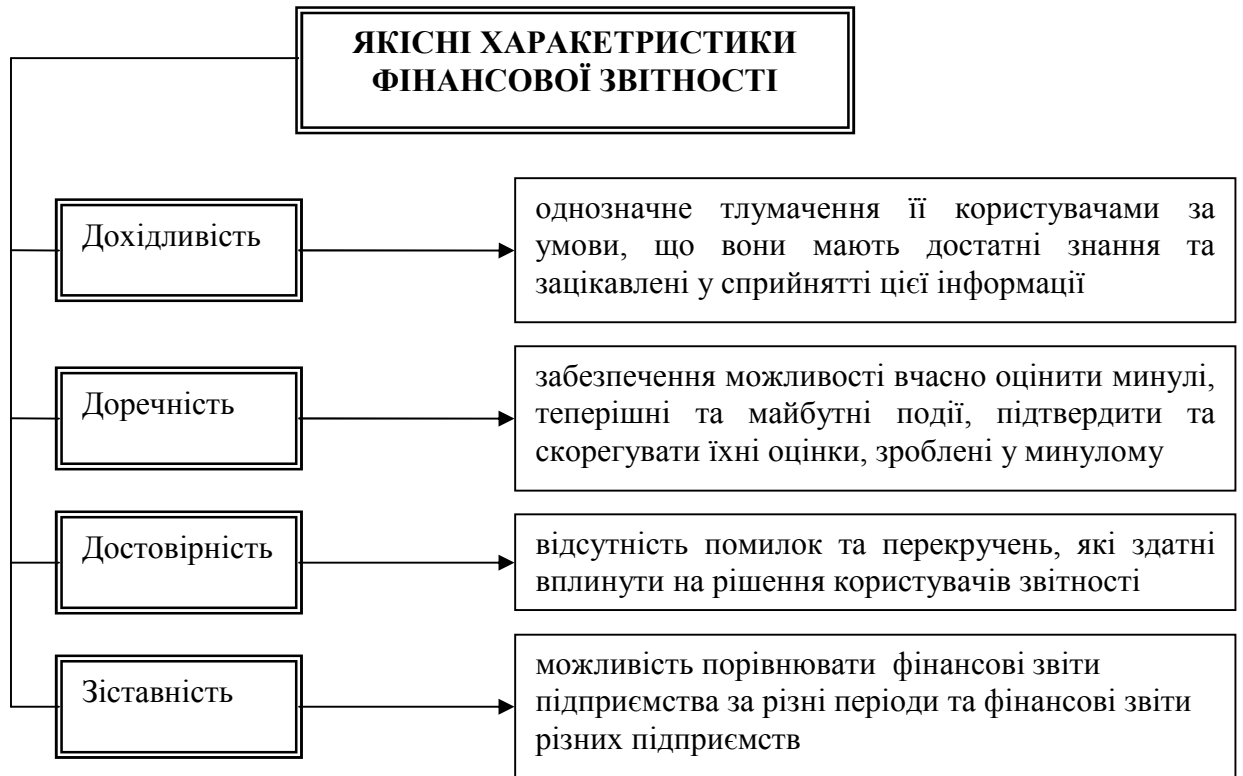 ЯКІСНІ ХАРАКЕТРИСТИКИ
ФІНАНСОВОЇ ЗВІТНОСТІ
Дохідливість
однозначне тлумачення її користувачами за
умови, що вони мають достатні знання та
зацікавлені у сприйнятті цієї інформації
Доречність
забезпечення можливості вчасно оцінити минулі,
теперішні та майбутні події, підтвердити та
скорегувати їхні оцінки, зроблені у минулому
Достовірність
відсутність помилок та перекручень, які здатні
вплинути на рішення користувачів звітності
Зіставність
можливість порівнювати фінансові звіти
підприємства за різні періоди та фінансові звіти
різних підприємств